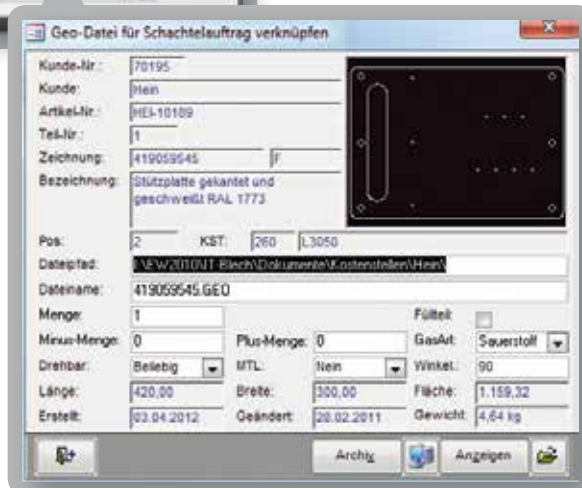 Geo-Datei für Schachtelauftrag verknüpfen
Kunde-Nr.: 70195
Kunde: Hein
Artikel-Nr.: HEI-10189
Teil-Nr.: 1
Zeichnung: 419059545 F
Bezeichnung: Stützplatte gekantet und
geschweißt RAL 1773
Pos: 2 KST: 260 L3050
Dateipfad: I:\EW2010\IT-Blech\Dokumente\Kostenstellen\Hein\
Dateiname: 419059545.GEO
Menge: 1 Füllteil:
Minus-Menge: 0 Plus-Menge: 0 GasArt: Sauerstoff
Drehbar: Beliebig MTL: Nein Winkel: 90
Länge: 420,00 Breite: 300,00 Fläche: 1.159,32
Erstellt: 03.04.2012 Geändert: 28.02.2011 Gewicht: 4,64 kg
Archiv Anzeigen